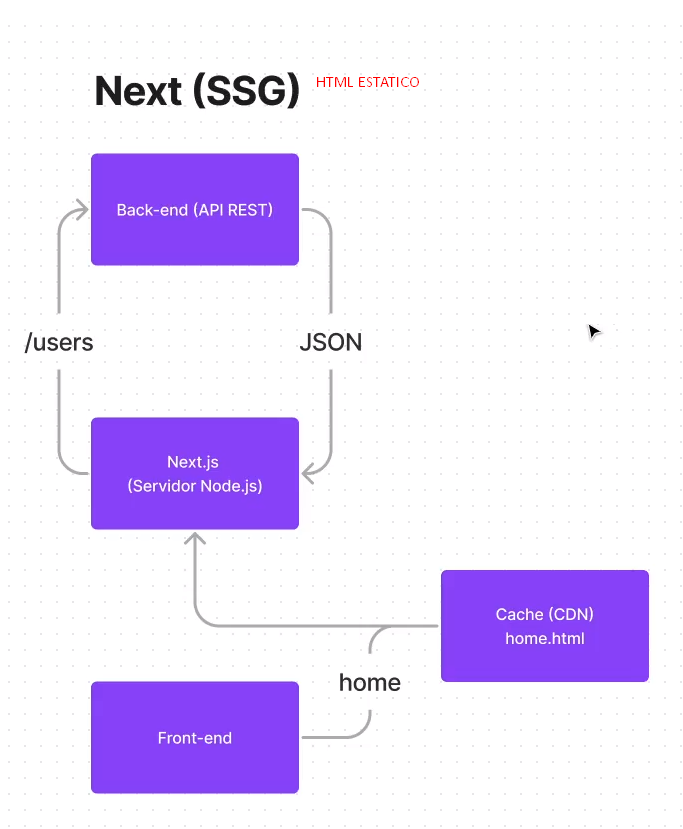 Next (SSG)
HTML ESTATICO
Back-end (API REST)
/users
JSON
Next.js
(Servidor Node.js)
Cache (CDN)
home.html
home
Front-end